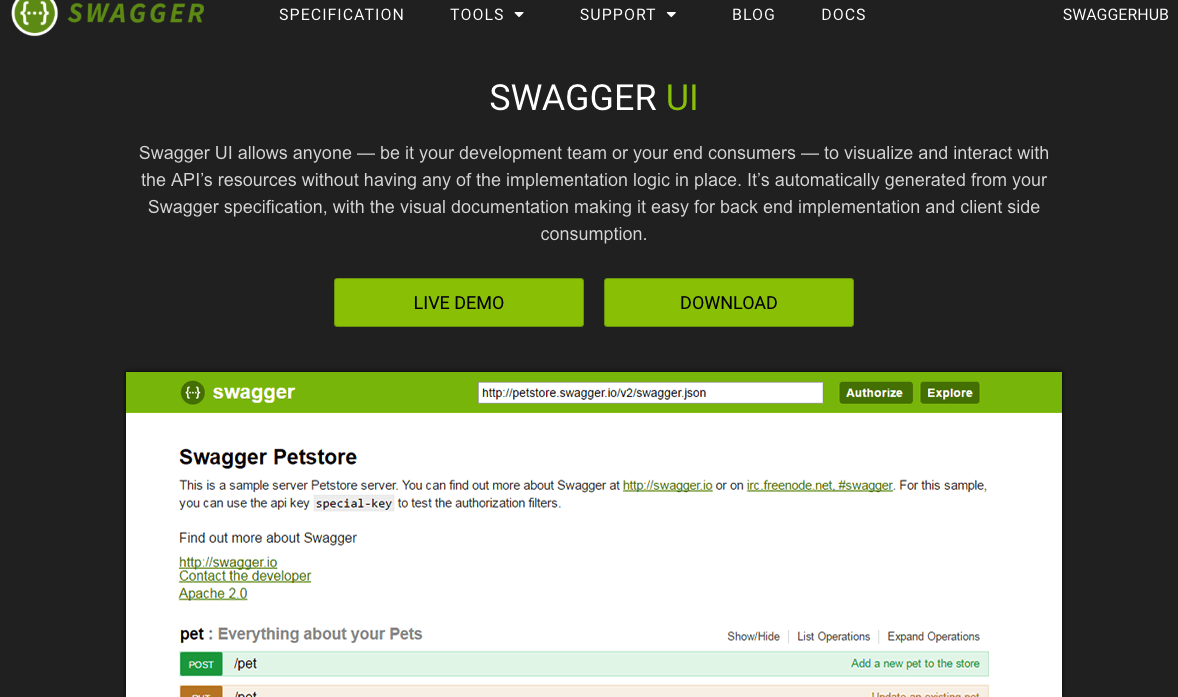 SWAGGER
SPECIFICATION
TOOLS
SUPPORT
BLOG
DOCS
SWAGGERHUB
SWAGGER UI
Swagger UI allows anyone — be it your development team or your end consumers — to visualize and interact with
the API’s resources without having any of the implementation logic in place. It’s automatically generated from your
Swagger specification, with the visual documentation making it easy for back end implementation and client side
consumption.
LIVE DEMO
DOWNLOAD
{···} swagger
http://petstore.swagger.io/v2/swagger.json
Authorize
Explore
Swagger Petstore
This is a sample server Petstore server. You can find out more about Swagger at http://swagger.io or on irc.freenode.net, #swagger. For this sample,
you can use the api key special-key to test the authorization filters.
Find out more about Swagger
http://swagger.io
Contact the developer
Apache 2.0
pet : Everything about your Pets
Show/Hide
List Operations
Expand Operations
POST
/pet
Add a new pet to the store
PUT
/pet
Update an existing pet